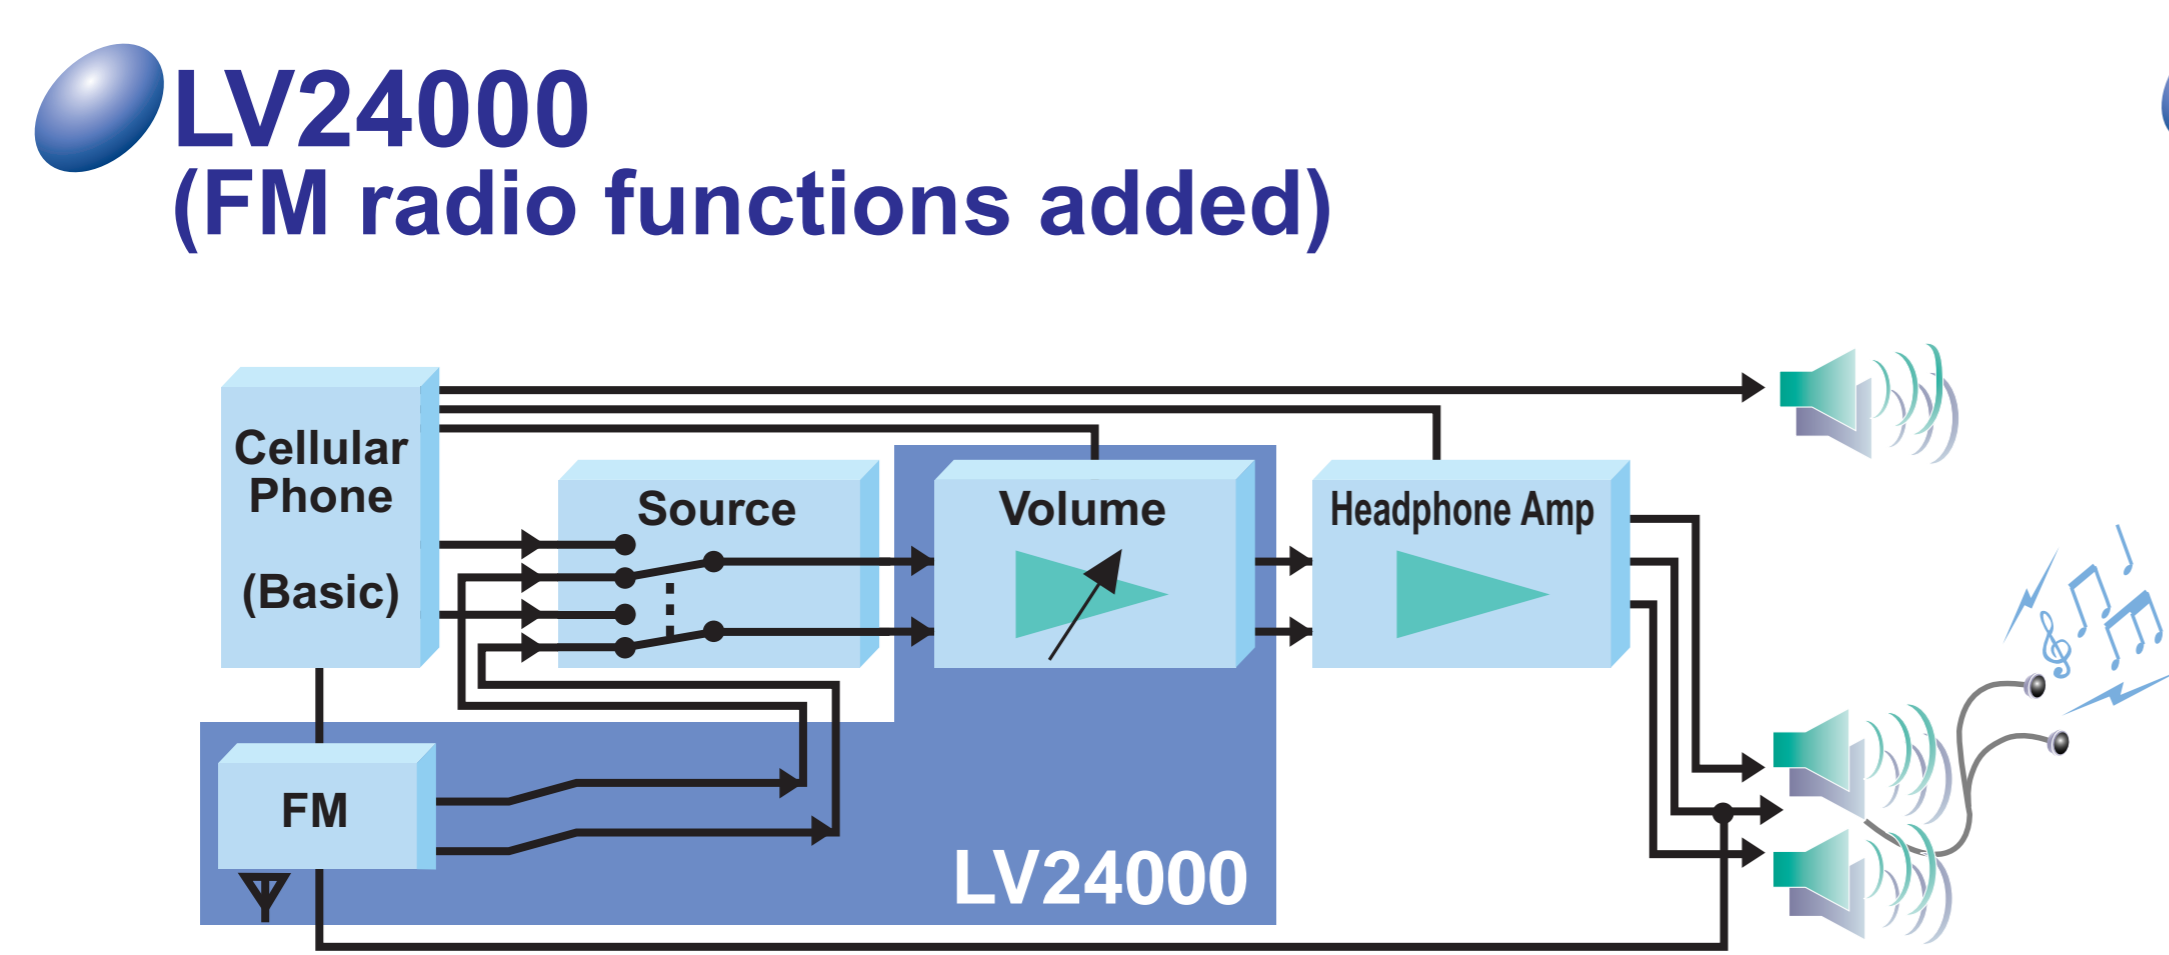 LV24000
(FM radio functions added)
Cellular
Phone
(Basic)
Source
Volume
Headphone Amp
FM
LV24000